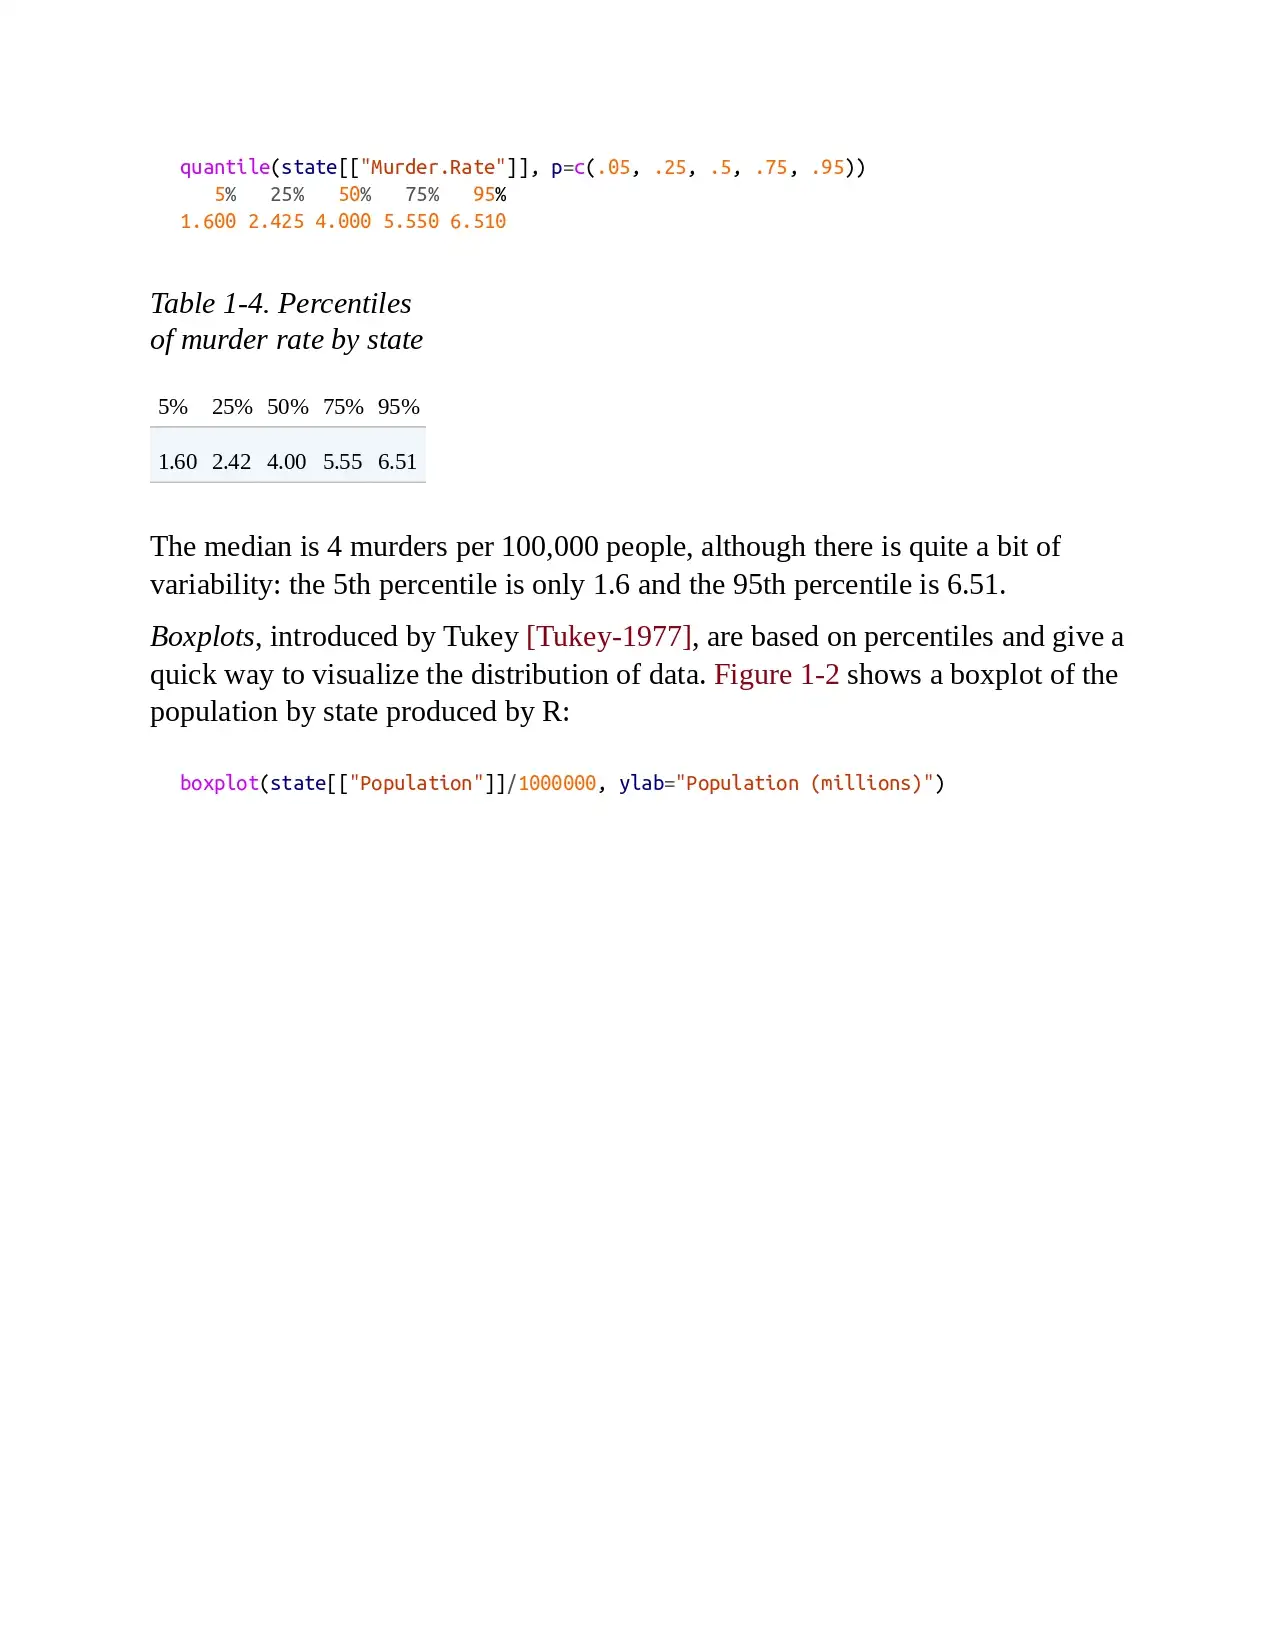 quantile(state[["Murder.Rate"]], p=c(.05, .25, .5, .75, .95))
5% 25% 50% 75% 95%
1.600 2.425 4.000 5.550 6.510
Table 1-4. Percentiles
of murder rate by state
5% 25% 50% 75% 95%
1.60 2.42 4.00 5.55 6.51
The median is 4 murders per 100,000 people, although there is quite a bit of
variability: the 5th percentile is only 1.6 and the 95th percentile is 6.51.
Boxplots, introduced by Tukey [Tukey-1977], are based on percentiles and give a
quick way to visualize the distribution of data. Figure 1-2 shows a boxplot of the
population by state produced by R:
boxplot(state[["Population"]]/1000000, ylab="Population (millions)")